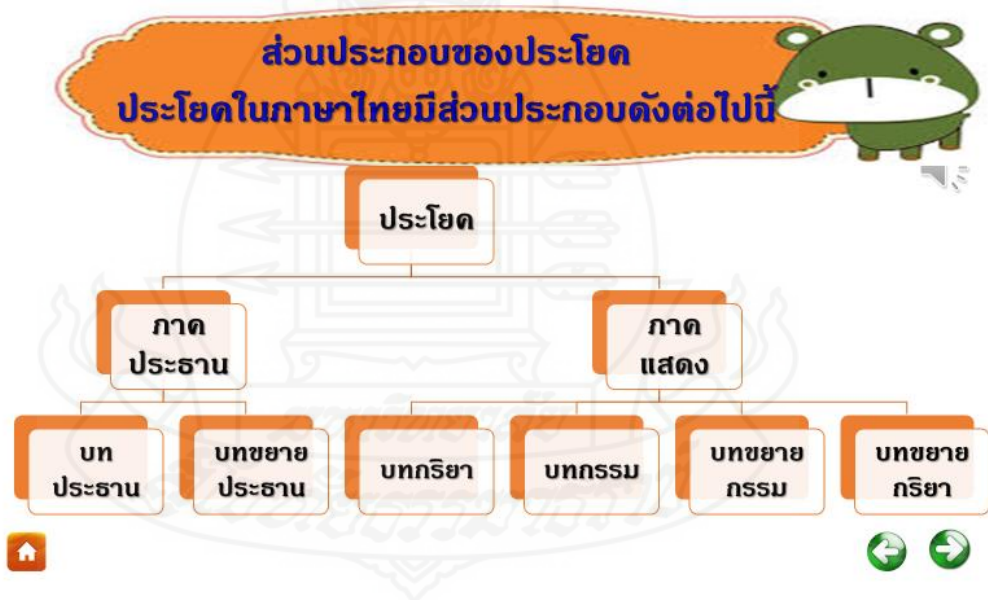 ส่วนประกอบของประโยค
ประโยคในภาษาไทยมีส่วนประกอบดังต่อไปนี้
ประโยค
ภาค
ประธาน
ภาค
แสดง
บท
ประธาน
บทขยาย
ประธาน
บทกริยา
บทกรรม
บทขยาย
กรรม
บทขยาย
กริยา